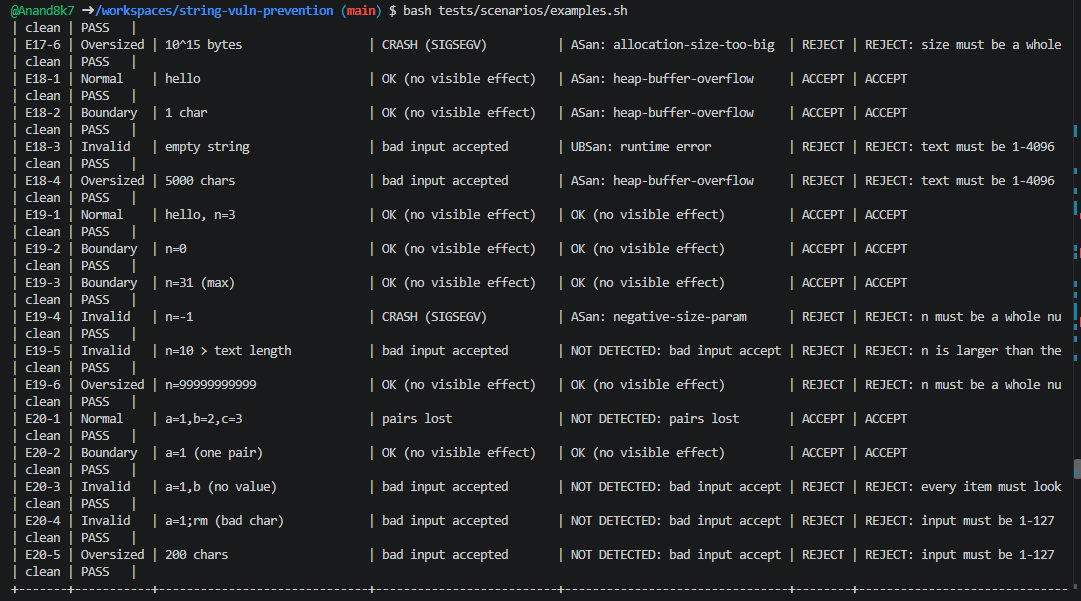 @Anand8k7 ➜/workspaces/string-vuln-prevention (main) $ bash tests/scenarios/examples.sh
| clean | PASS   |
| E17-6 | Oversized | 10^15 bytes | CRASH (SIGSEGV) | ASan: allocation-size-too-big | REJECT | REJECT: size must be a whole
| clean | PASS   |
| E18-1 | Normal | hello | OK (no visible effect) | ASan: heap-buffer-overflow | ACCEPT | ACCEPT
| clean | PASS   |
| E18-2 | Boundary | 1 char | OK (no visible effect) | ASan: heap-buffer-overflow | ACCEPT | ACCEPT
| clean | PASS   |
| E18-3 | Invalid | empty string | bad input accepted | UBSan: runtime error | REJECT | REJECT: text must be 1-4096
| clean | PASS   |
| E18-4 | Oversized | 5000 chars | bad input accepted | ASan: heap-buffer-overflow | REJECT | REJECT: text must be 1-4096
| clean | PASS   |
| E19-1 | Normal | hello, n=3 | OK (no visible effect) | OK (no visible effect) | ACCEPT | ACCEPT
| clean | PASS   |
| E19-2 | Boundary | n=0 | OK (no visible effect) | OK (no visible effect) | ACCEPT | ACCEPT
| clean | PASS   |
| E19-3 | Boundary | n=31 (max) | OK (no visible effect) | OK (no visible effect) | ACCEPT | ACCEPT
| clean | PASS   |
| E19-4 | Invalid | n=-1 | CRASH (SIGSEGV) | ASan: negative-size-param | REJECT | REJECT: n must be a whole nu
| clean | PASS   |
| E19-5 | Invalid | n=10 > text length | bad input accepted | NOT DETECTED: bad input accept | REJECT | REJECT: n is larger than the
| clean | PASS   |
| E19-6 | Oversized | n=99999999999 | OK (no visible effect) | OK (no visible effect) | REJECT | REJECT: n must be a whole nu
| clean | PASS   |
| E20-1 | Normal | a=1,b=2,c=3 | pairs lost | NOT DETECTED: pairs lost | ACCEPT | ACCEPT
| clean | PASS   |
| E20-2 | Boundary | a=1 (one pair) | OK (no visible effect) | OK (no visible effect) | ACCEPT | ACCEPT
| clean | PASS   |
| E20-3 | Invalid | a=1,b (no value) | bad input accepted | NOT DETECTED: bad input accept | REJECT | REJECT: every item must look
| clean | PASS   |
| E20-4 | Invalid | a=1;rm (bad char) | bad input accepted | NOT DETECTED: bad input accept | REJECT | REJECT: input must be 1-127
| clean | PASS   |
| E20-5 | Oversized | 200 chars | bad input accepted | NOT DETECTED: bad input accept | REJECT | REJECT: input must be 1-127
| clean | PASS   |